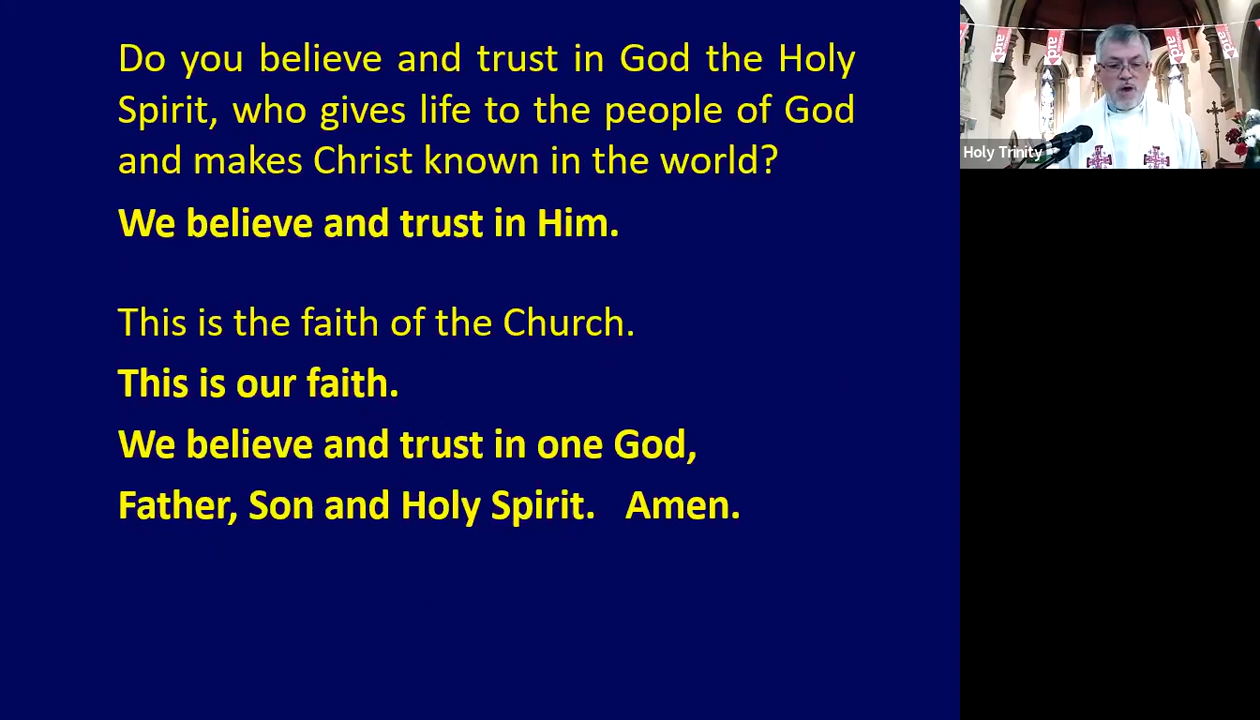 Do you believe and trust in God the Holy
Spirit, who gives life to the people of God
and makes Christ known in the world?
We believe and trust in Him.
This is the faith of the Church.
This is our faith.
We believe and trust in one God,
Father, Son and Holy Spirit. Amen.
aid
aid
aid
Holy Trinity